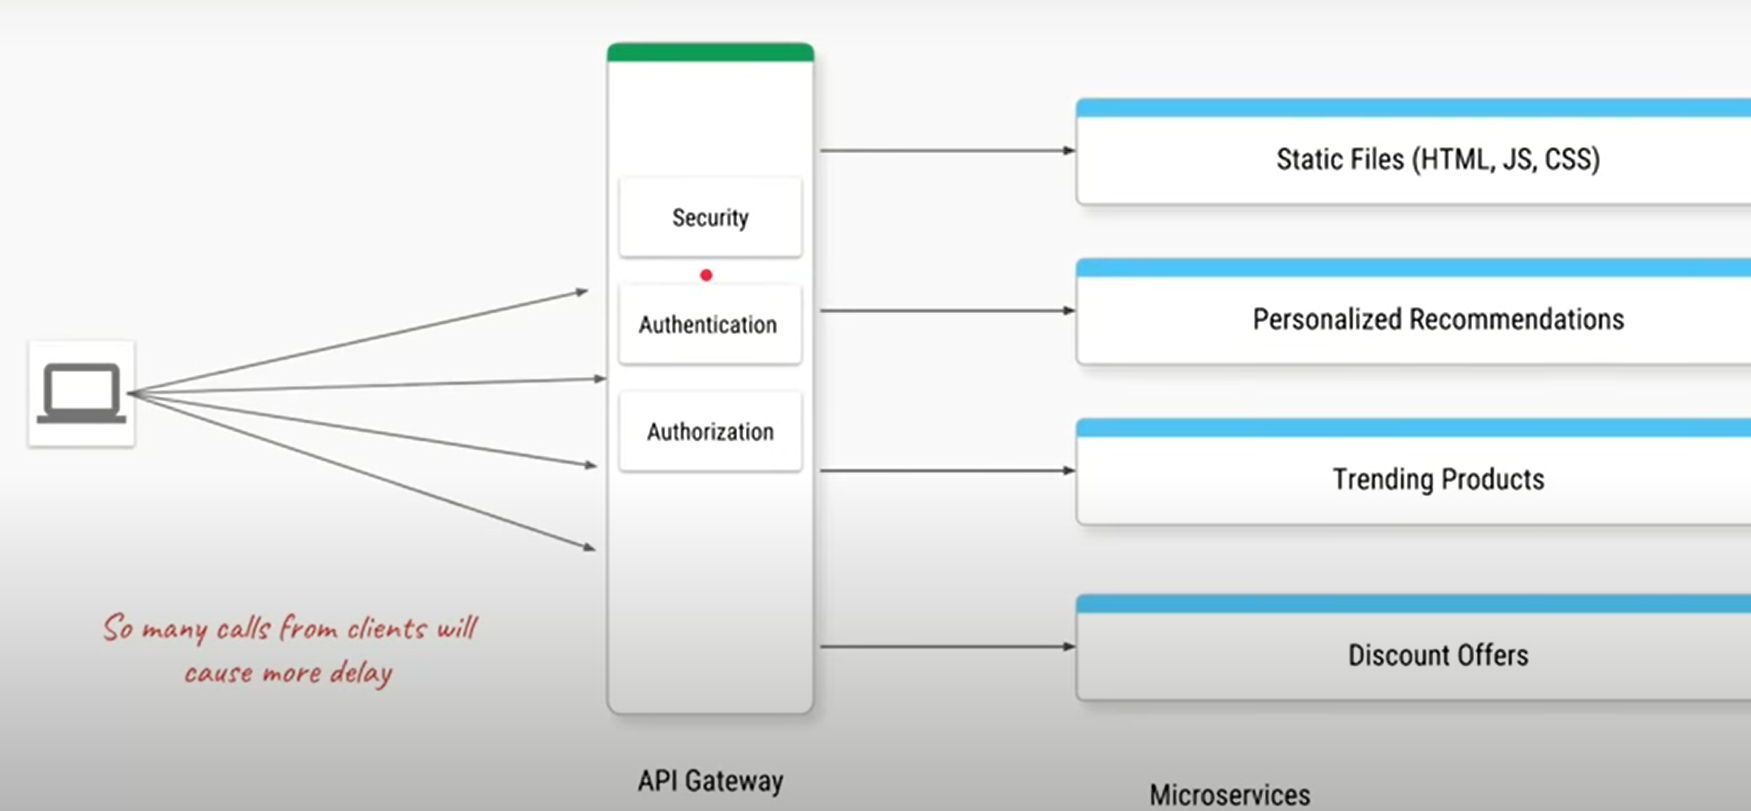 Security
Authentication
Authorization
API Gateway
So many calls from clients will
cause more delay
Static Files (HTML, JS, CSS)
Personalized Recommendations
Trending Products
Discount Offers
Microservices